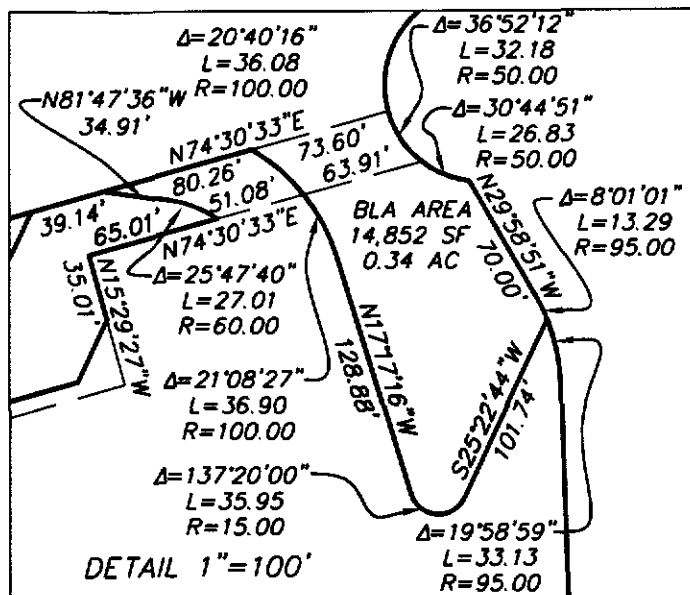 Δ=20°40'16"
L=36.08
R=100.00
Δ=36°52'12"
L=32.18
R=50.00
N81°47'36"W
34.91'
Δ=30°44'51"
L=26.83
R=50.00
N74°30'33"E
73.60'
80.26'
63.91'
39.14'
51.08'
65.01'
N74°30'33"E
BLA AREA
14,852 SF
0.34 AC
N29°58'51"W
70.00'
Δ=8°01'01"
L=13.29
R=95.00
35.01'
N15°29'27"W
Δ=25°47'40"
L=27.01
R=60.00
N17°17'16"W
128.88'
Δ=21°08'27"
L=36.90
R=100.00
S25°22'44"W
101.74'
Δ=137°20'00"
L=35.95
R=15.00
Δ=19°58'59"
L=33.13
R=95.00
DETAIL 1"=100'